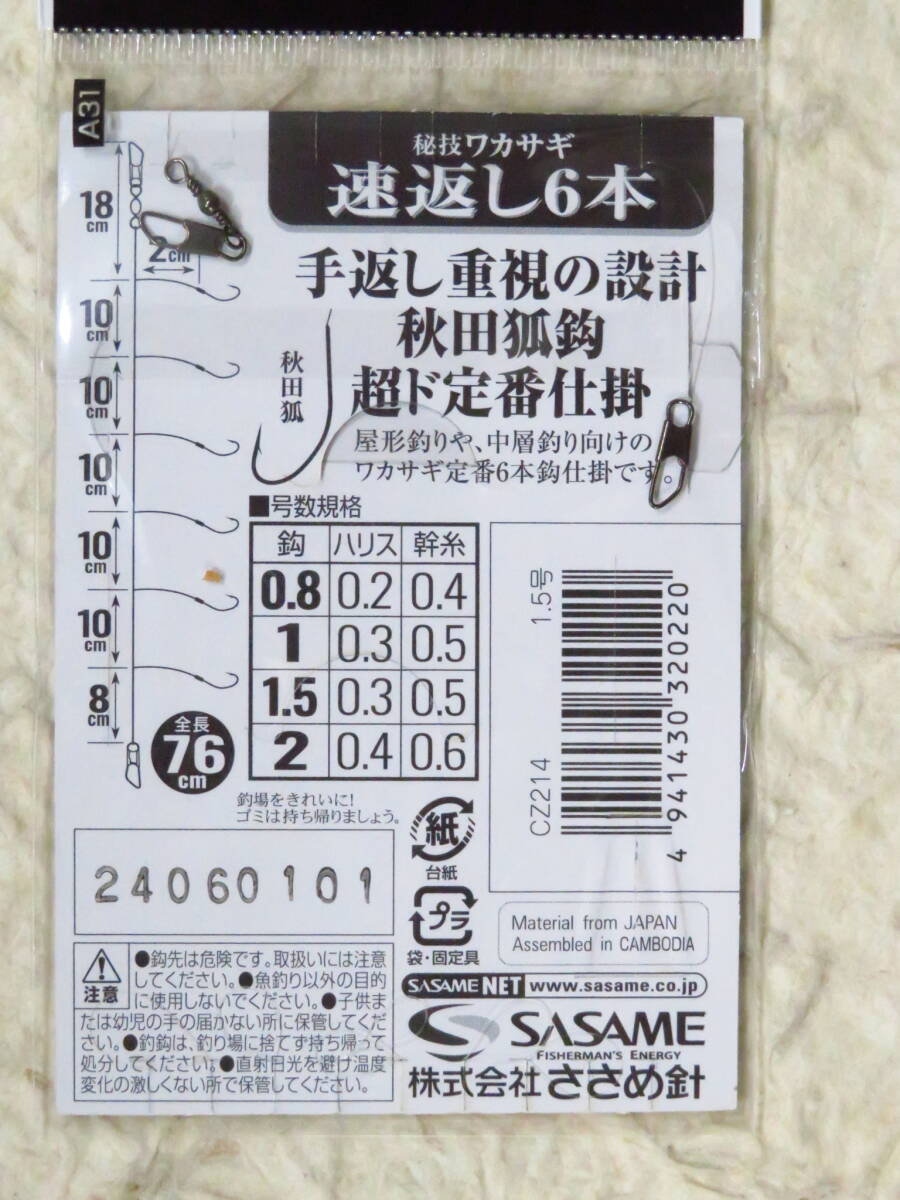 A31
秘技ワカサギ
速返し6本
18cm
2cm
10cm
10cm
10cm
10cm
10cm
8cm
全長
76cm
手返し重視の設計
秋田狐鈎
超ド定番仕掛
秋田狐
屋形釣りや、中層釣り向けの
ワカサギ定番6本鈎仕掛です
■号数規格
鈎 ハリス 幹糸
0.8 0.2 0.4
1 0.3 0.5
1.5 0.3 0.5
2 0.4 0.6
1.5号
CZ214
4 941430 320220
釣場をきれいに!
ゴミは持ち帰りましょう。
紙
台紙
プラ
袋・固定具
24060101
Material from JAPAN
Assembled in CAMBODIA
注意
●鈎先は危険です。取扱いには注意
してください。●魚釣り以外の目的
に使用しないでください。●子供ま
たは幼児の手の届かない所に保管してくだ
さい。●釣鈎は、釣り場に捨てず持ち帰って
処分してください。●直射日光を避け温度
変化の激しくない所で保管してください。
SASAME NET www.sasame.co.jp
SASAME
FISHERMAN'S ENERGY
株式会社ささめ針